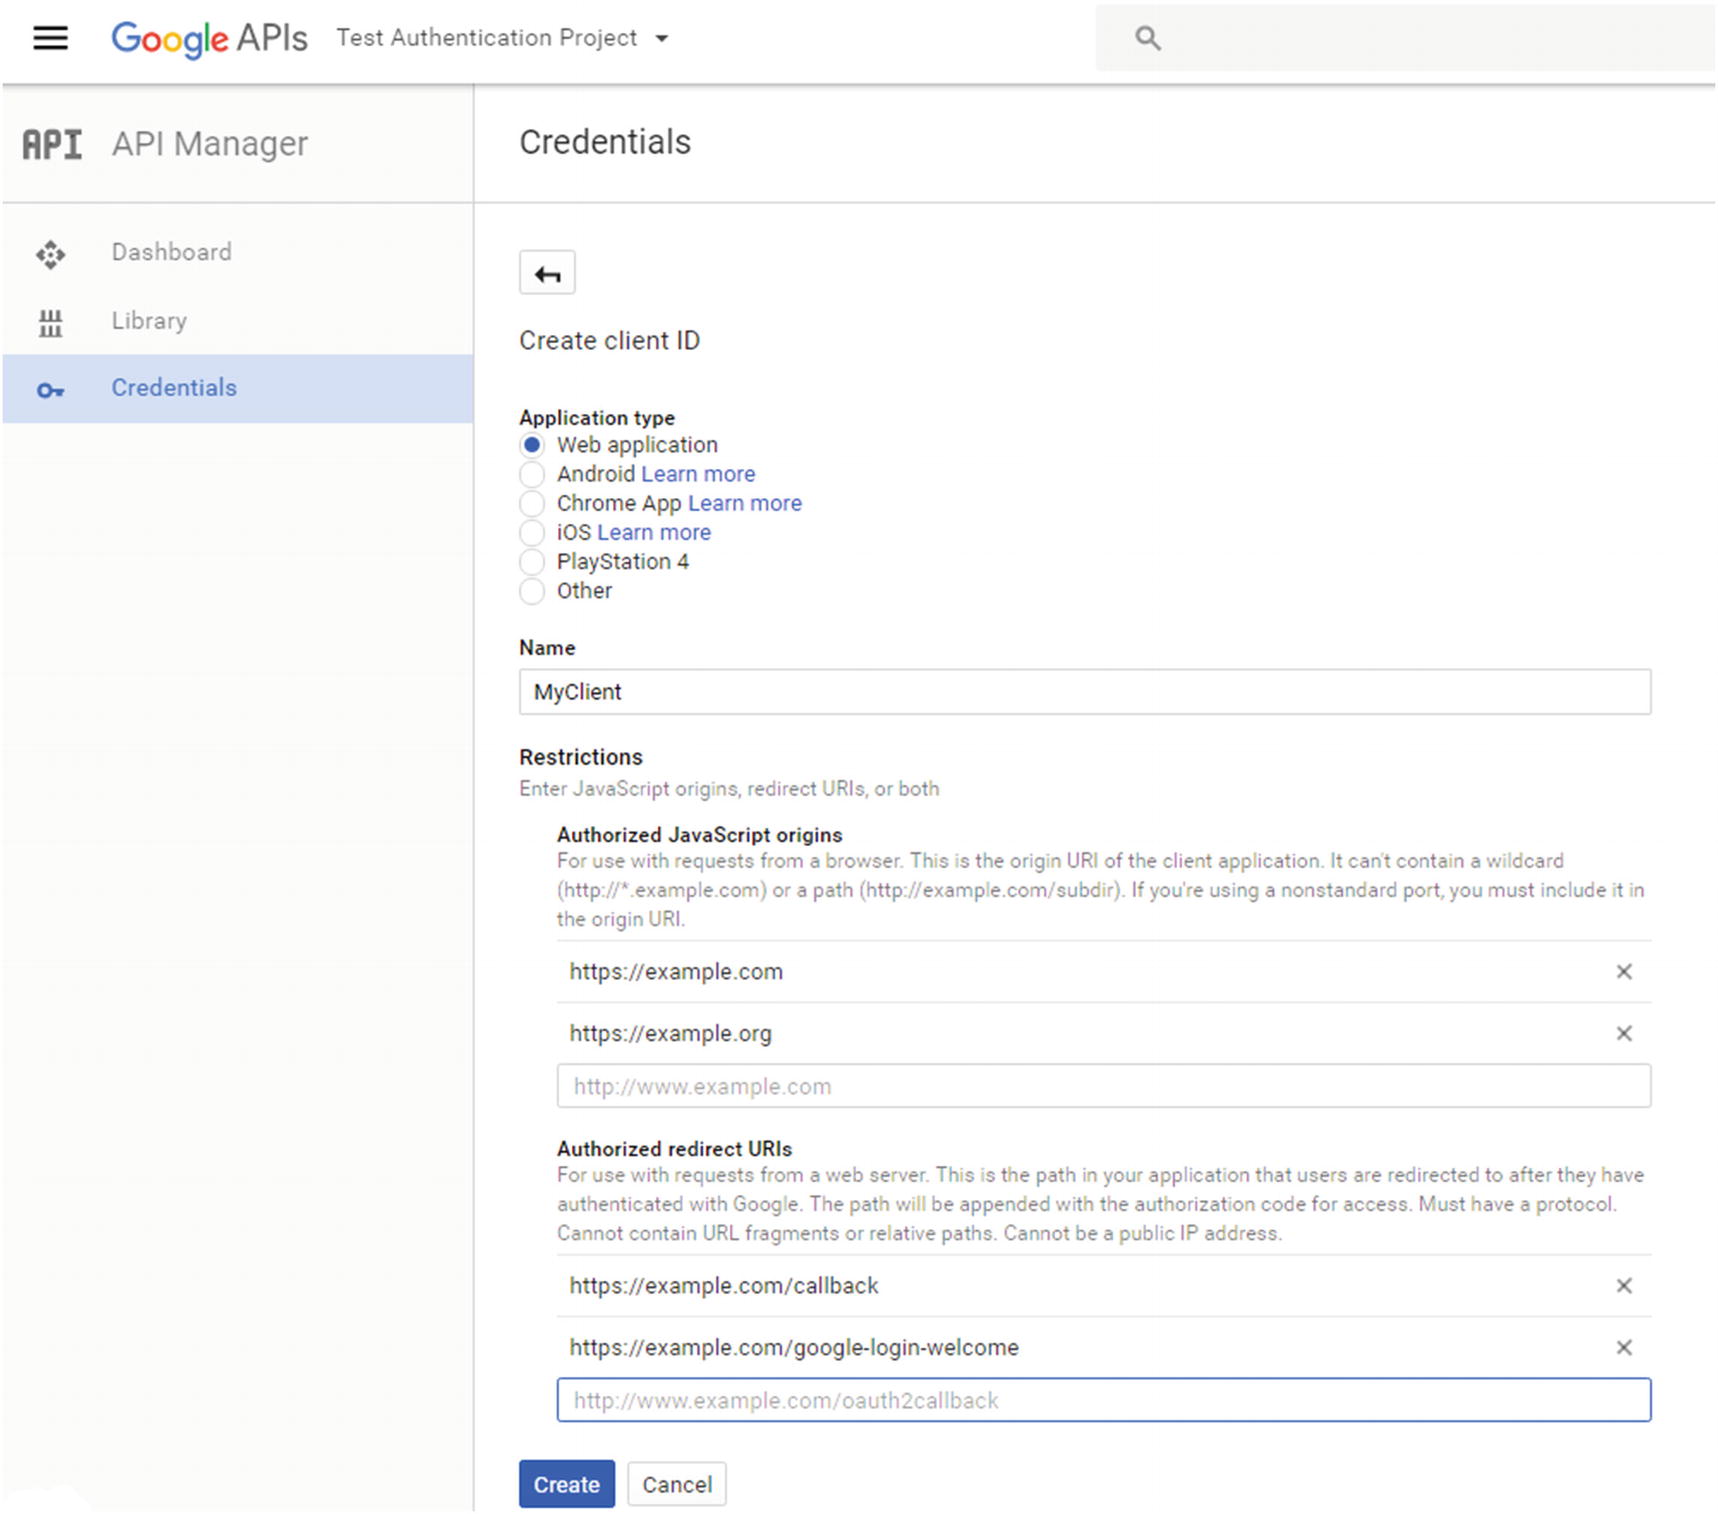 Google APIs Test Authentication Project
API API Manager
Credentials
Dashboard
Library
Credentials
Create client ID
Application type
Web application
Android Learn more
Chrome App Learn more
iOS Learn more
PlayStation 4
Other
Name
MyClient
Restrictions
Enter JavaScript origins, redirect URIs, or both
Authorized JavaScript origins
For use with requests from a browser. This is the origin URI of the client application. It can't contain a wildcard
(http://*.example.com) or a path (http://example.com/subdir). If you're using a nonstandard port, you must include it in
the origin URI.
https://example.com
https://example.org
http://www.example.com
Authorized redirect URIs
For use with requests from a web server. This is the path in your application that users are redirected to after they have
authenticated with Google. The path will be appended with the authorization code for access. Must have a protocol.
Cannot contain URL fragments or relative paths. Cannot be a public IP address.
https://example.com/callback
https://example.com/google-login-welcome
http://www.example.com/oauth2callback
Create Cancel